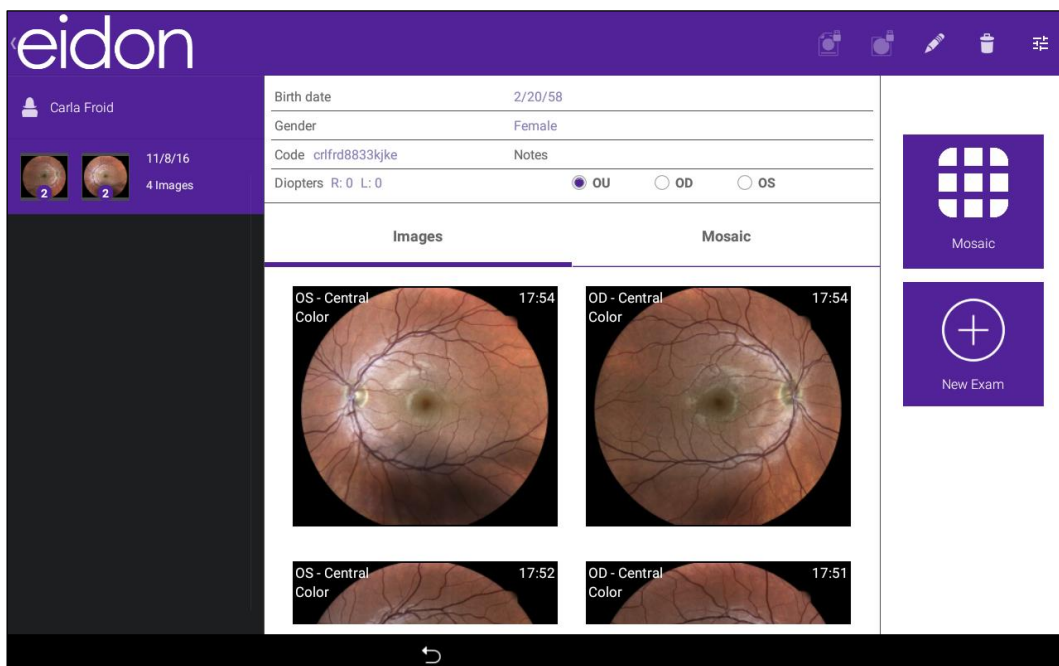 eidon
Carla Froid
11/8/16
4 Images
2
2
Birth date 2/20/58
Gender Female
Code crlfrd8833kjke Notes
Diopters R: 0 L: 0 OU OD OS
Images Mosaic
OS - Central 17:54
Color
OD - Central 17:54
Color
OS - Central 17:52
Color
OD - Central 17:51
Color
Mosaic
New Exam